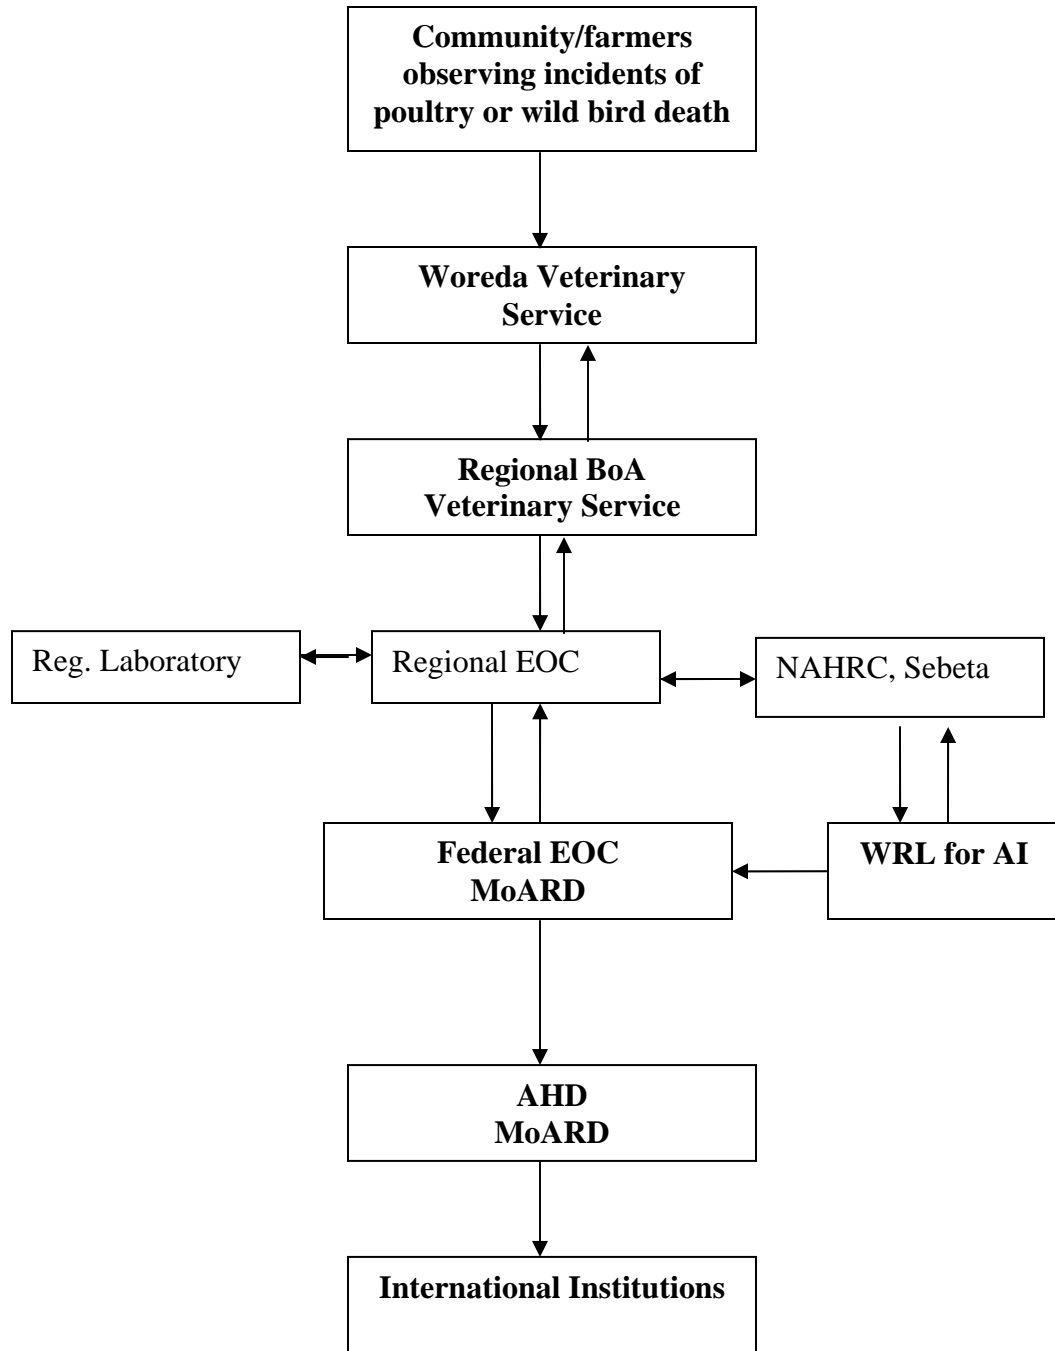 Community/farmers
observing incidents of
poultry or wild bird death
Woreda Veterinary
Service
Regional BoA
Veterinary Service
Reg. Laboratory
Regional EOC
NAHRC, Sebeta
Federal EOC
MoARD
WRL for AI
AHD
MoARD
International Institutions